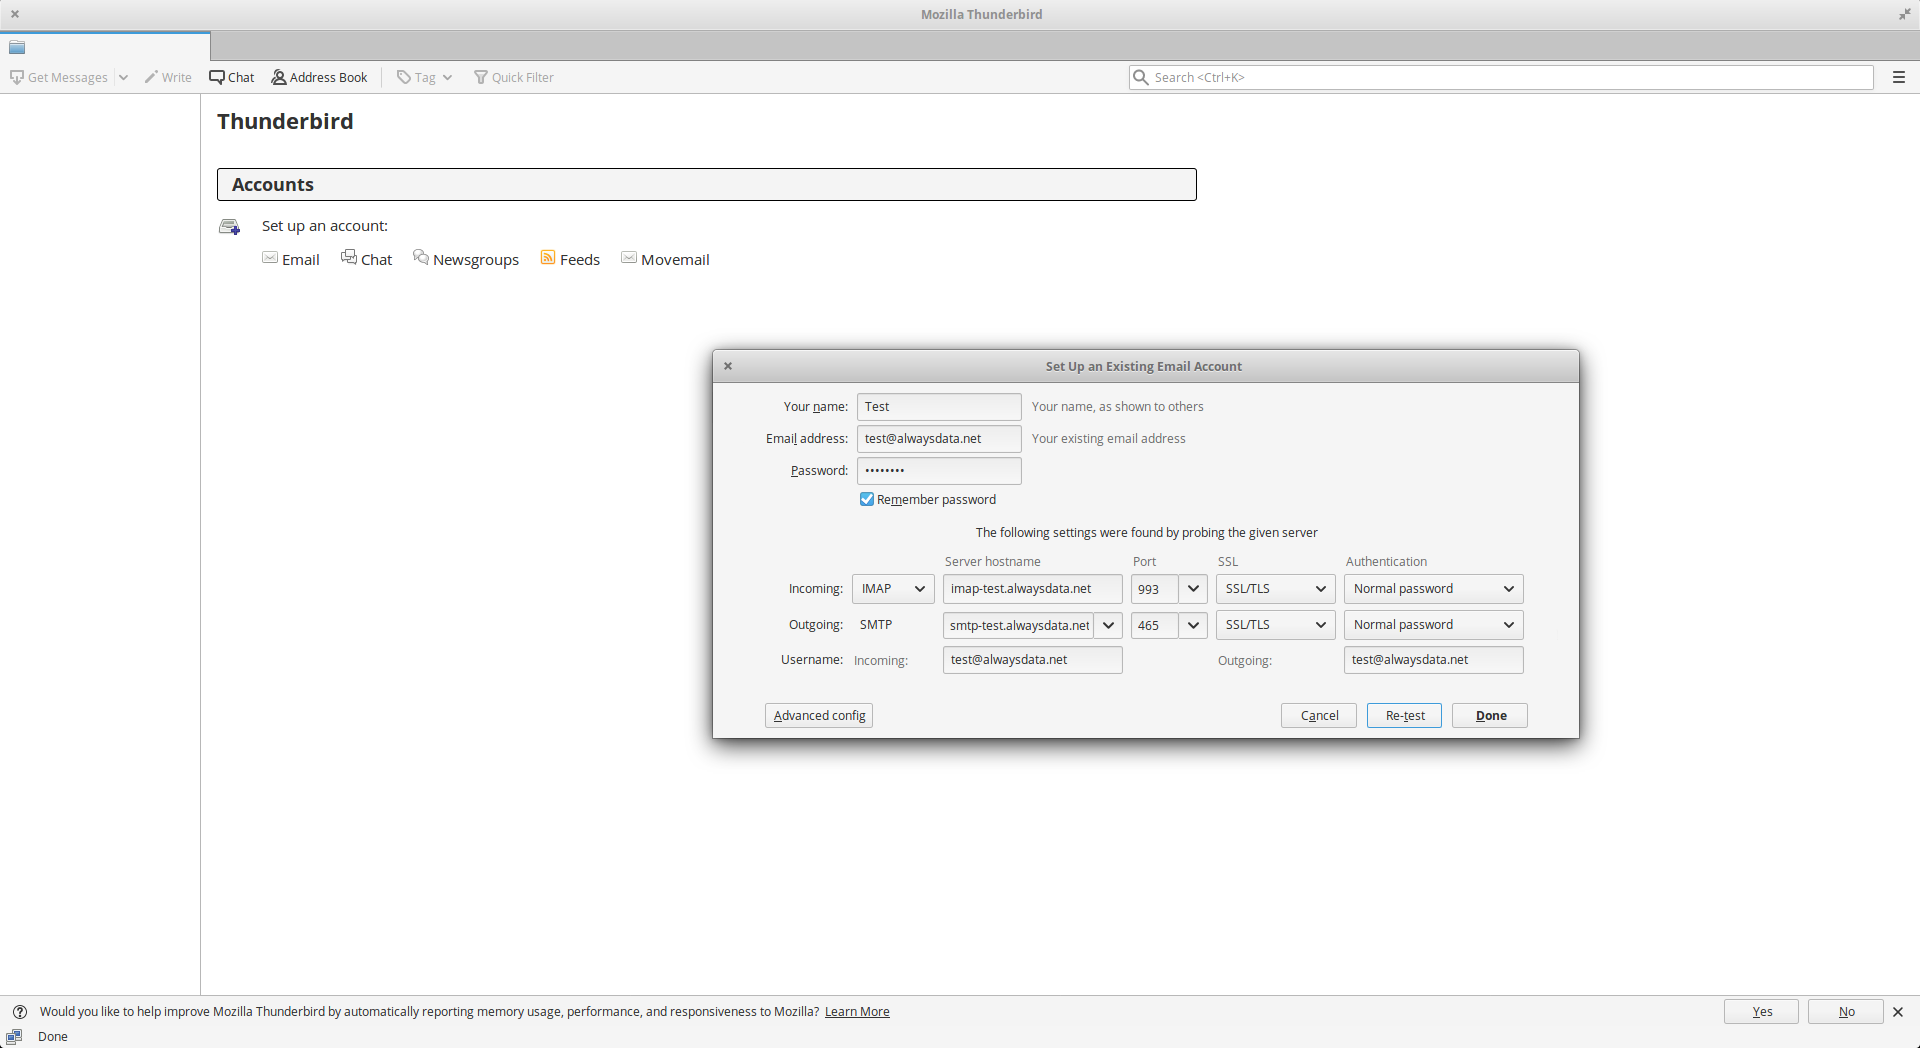 Mozilla Thunderbird
Get Messages Write Chat Address Book Tag Quick Filter Search <Ctrl+K>
Thunderbird
Accounts
Set up an account:
Email Chat Newsgroups Feeds Movemail
Set Up an Existing Email Account
Your name: Test Your name, as shown to others
Email address: test@alwaysdata.net Your existing email address
Password: ••••••••
Remember password
The following settings were found by probing the given server
Server hostname Port SSL Authentication
Incoming: IMAP imap-test.alwaysdata.net 993 SSL/TLS Normal password
Outgoing: SMTP smtp-test.alwaysdata.net 465 SSL/TLS Normal password
Username: Incoming: test@alwaysdata.net Outgoing: test@alwaysdata.net
Advanced config Cancel Re-test Done
Would you like to help improve Mozilla Thunderbird by automatically reporting memory usage, performance, and responsiveness to Mozilla? Learn More Yes No
Done